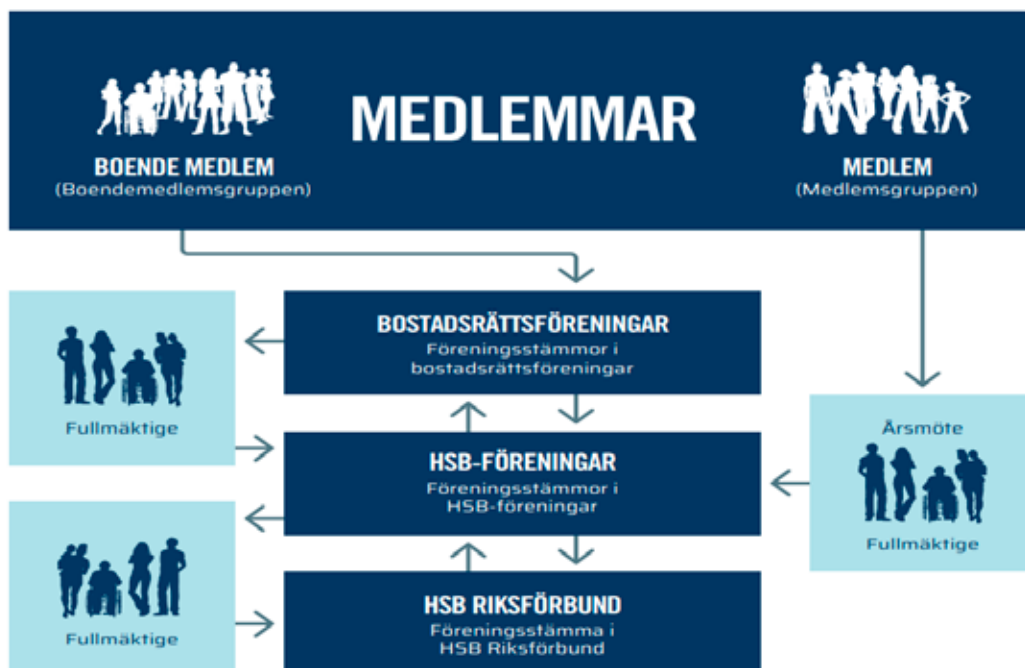 MEDLEMMAR
BOENDE MEDLEM
(Boendemedlemsgruppen)
MEDLEM
(Medlemsgruppen)
BOSTADSRÄTTSFÖRENINGAR
Föreningsstämmor i
bostadsrättsföreningar
Fullmäktige
HSB-FÖRENINGAR
Föreningsstämmor i
HSB-föreningar
Årsmöte
Fullmäktige
Fullmäktige
HSB RIKSFÖRBUND
Föreningsstämma i
HSB Riksförbund